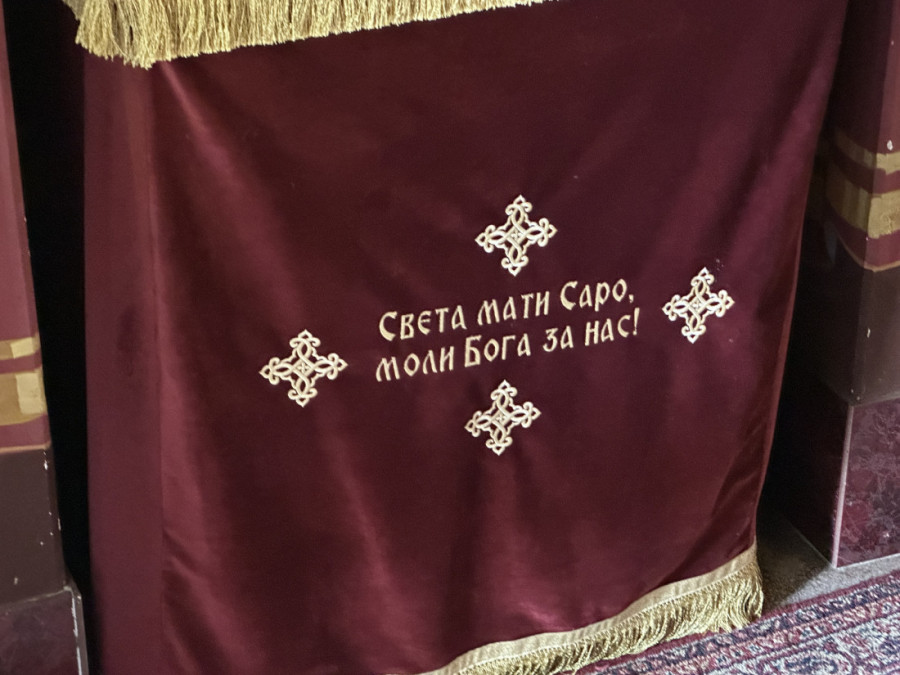 Света мати Саро,
моли Бога за нас!